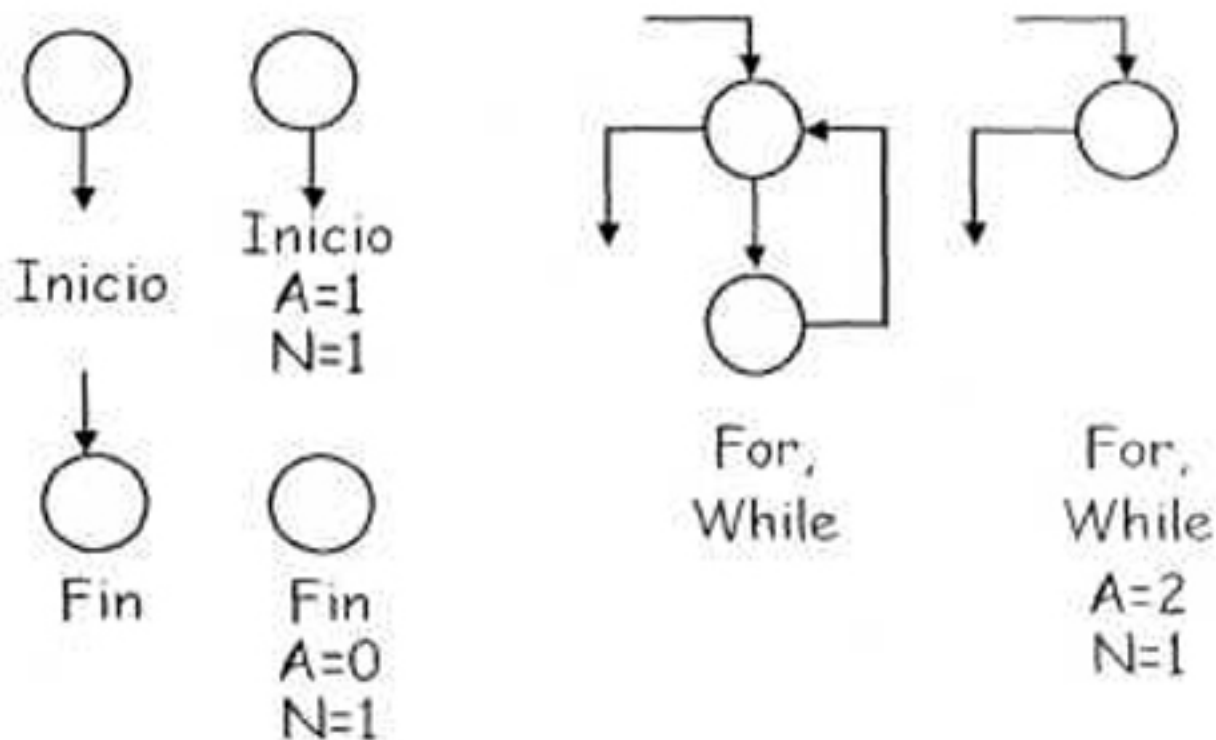 Inicio
Inicio
A=1
N=1
Fin
Fin
A=0
N=1
For,
While
For,
While
A=2
N=1